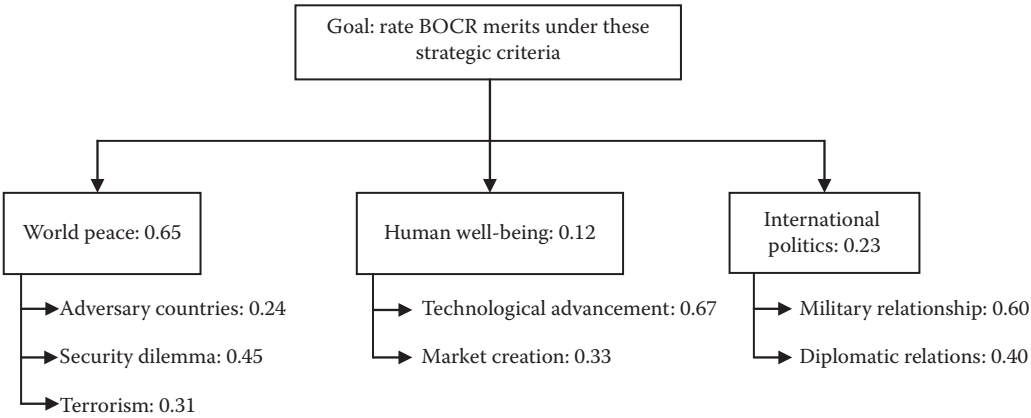 Goal: rate BOCR merits under these
strategic criteria
World peace: 0.65
Adversary countries: 0.24
Security dilemma: 0.45
Terrorism: 0.31
Human well-being: 0.12
Technological advancement: 0.67
Market creation: 0.33
International
politics: 0.23
Military relationship: 0.60
Diplomatic relations: 0.40